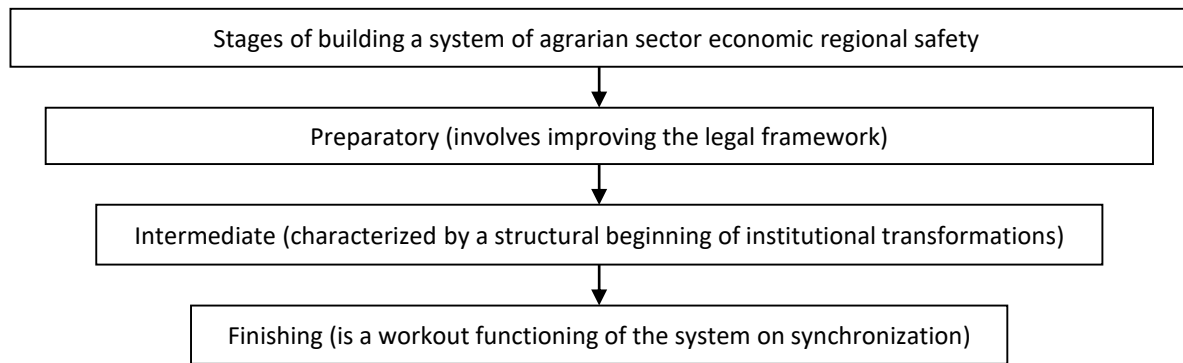 Stages of building a system of agrarian sector economic regional safety
Preparatory (involves improving the legal framework)
Intermediate (characterized by a structural beginning of institutional transformations)
Finishing (is a workout functioning of the system on synchronization)